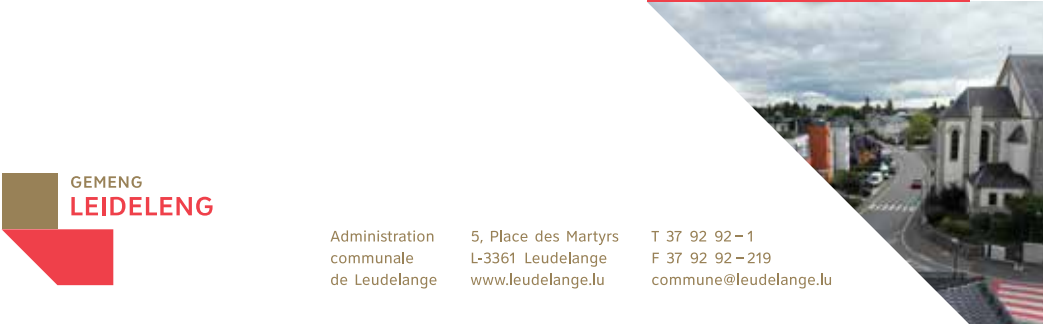 GEMENG
LEIDELENG
Administration
communale
de Leudelange
5, Place des Martyrs
L-3361 Leudelange
www.leudelange.lu
T 37 92 92–1
F 37 92 92–219
commune@leudelange.lu